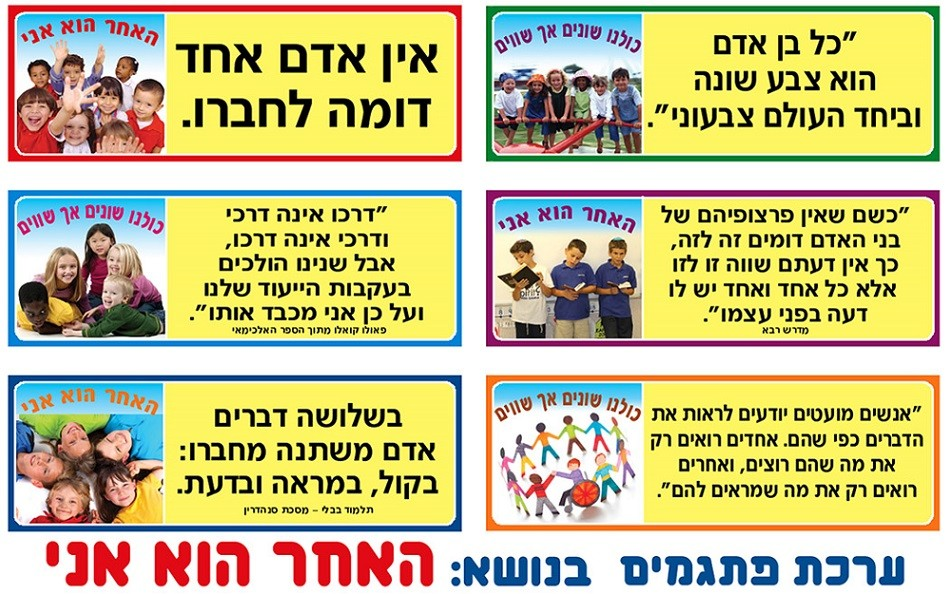 כולנו שונים אך שווים
"כל בן אדם
הוא צבע שונה
וביחד העולם צבעוני".
האחר הוא אני
אין אדם אחד
דומה לחברו.
האחר הוא אני
"כשם שאין פרצופיהם של
בני האדם דומים זה לזה,
כך אין דעתם שווה זו לזו
אלא כל אחד ואחד יש לו
דעה בפני עצמו".
מדרש רבא
כולנו שונים אך שווים
"דרכו אינה דרכי
ודרכי אינה דרכו,
אבל שנינו הולכים
בעקבות הייעוד שלנו
ועל כן אני מכבד אותו".
פאולו קואלו מתוך הספר האלכימאי
כולנו שונים אך שווים
"אנשים מועטים יודעים לראות את
הדברים כפי שהם. אחדים רואים רק
את מה שהם רוצים, ואחרים
רואים רק את מה שמראים להם".
האחר הוא אני
בשלושה דברים
אדם משתנה מחברו:
בקול, במראה ובדעת.
תלמוד בבלי – מסכת סנהדרין
ערכת פתגמים בנושא: האחר הוא אני